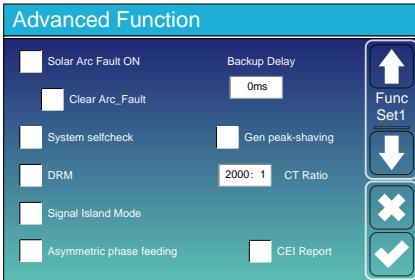 Advanced Function
Solar Arc Fault ON
Backup Delay
0ms
Clear Arc_Fault
Func
Set1
System selfcheck
Gen peak-shaving
DRM
2000: 1
CT Ratio
Signal Island Mode
Asymmetric phase feeding
CEI Report